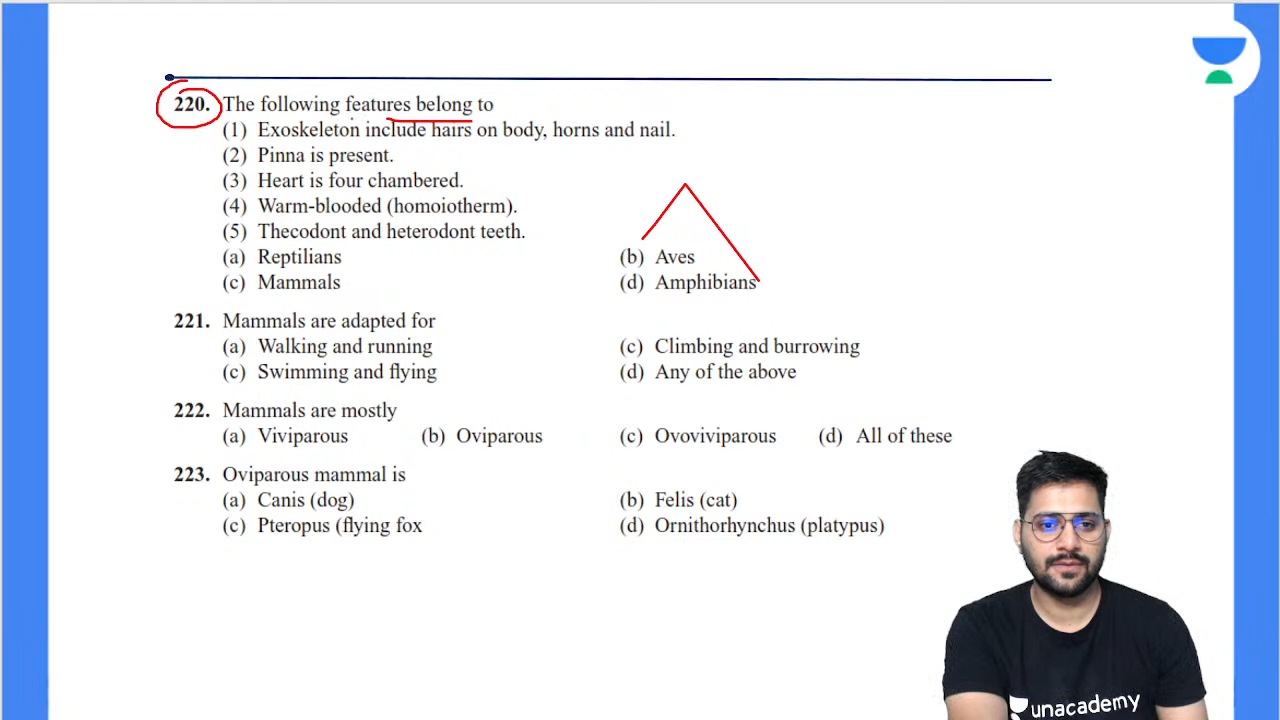 220. The following features belong to
(1) Exoskeleton include hairs on body, horns and nail.
(2) Pinna is present.
(3) Heart is four chambered.
(4) Warm-blooded (homoiotherm).
(5) Thecodont and heterodont teeth.
(a) Reptilians (b) Aves
(c) Mammals (d) Amphibians
221. Mammals are adapted for
(a) Walking and running (c) Climbing and burrowing
(c) Swimming and flying (d) Any of the above
222. Mammals are mostly
(a) Viviparous (b) Oviparous (c) Ovoviviparous (d) All of these
223. Oviparous mammal is
(a) Canis (dog) (b) Felis (cat)
(c) Pteropus (flying fox (d) Ornithorhynchus (platypus)
unacademy